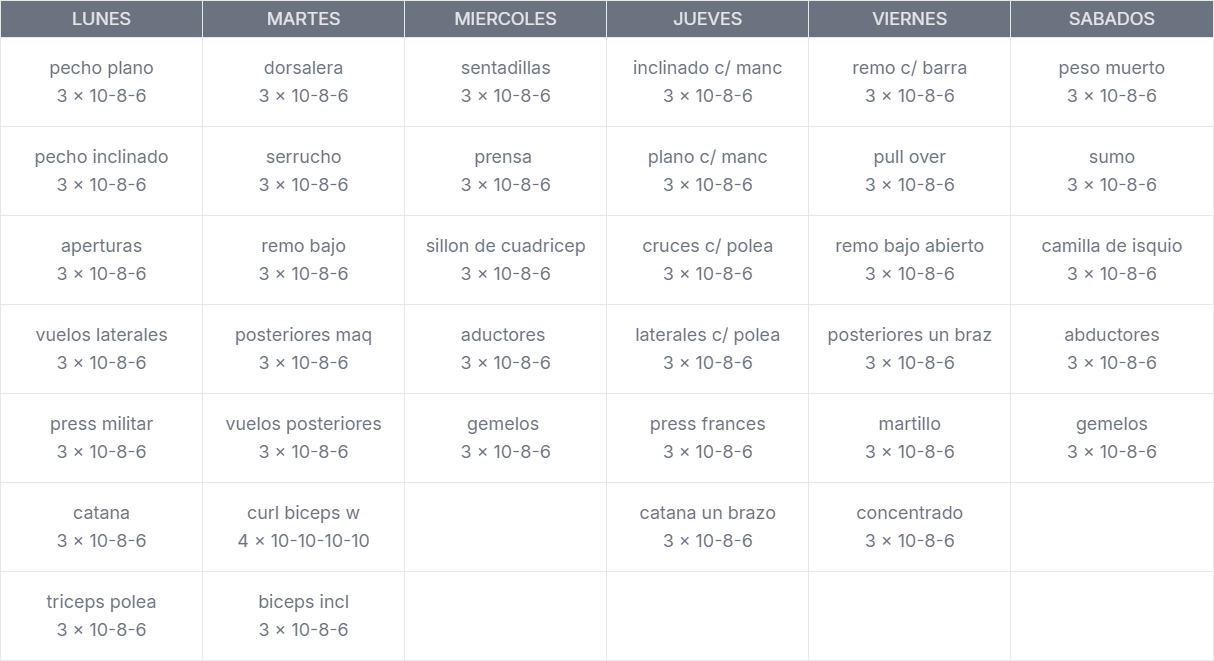 LUNES MARTES MIERCOLES JUEVES VIERNES SABADOS
pecho plano dorsalera sentadillas inclinado c/ manc remo c/ barra peso muerto
3 x 10-8-6 3 x 10-8-6 3 x 10-8-6 3 x 10-8-6 3 x 10-8-6 3 x 10-8-6
pecho inclinado serrucho prensa plano c/ manc pull over sumo
3 x 10-8-6 3 x 10-8-6 3 x 10-8-6 3 x 10-8-6 3 x 10-8-6 3 x 10-8-6
aperturas remo bajo sillon de cuadricep cruces c/ polea remo bajo abierto camilla de isquio
3 x 10-8-6 3 x 10-8-6 3 x 10-8-6 3 x 10-8-6 3 x 10-8-6 3 x 10-8-6
vuelos laterales posteriores maq aductores laterales c/ polea posteriores un braz abductores
3 x 10-8-6 3 x 10-8-6 3 x 10-8-6 3 x 10-8-6 3 x 10-8-6 3 x 10-8-6
press militar vuelos posteriores gemelos press frances martillo gemelos
3 x 10-8-6 3 x 10-8-6 3 x 10-8-6 3 x 10-8-6 3 x 10-8-6 3 x 10-8-6
catana curl biceps w catana un brazo concentrado
3 x 10-8-6 4 x 10-10-10-10 3 x 10-8-6 3 x 10-8-6
triceps polea biceps incl
3 x 10-8-6 3 x 10-8-6